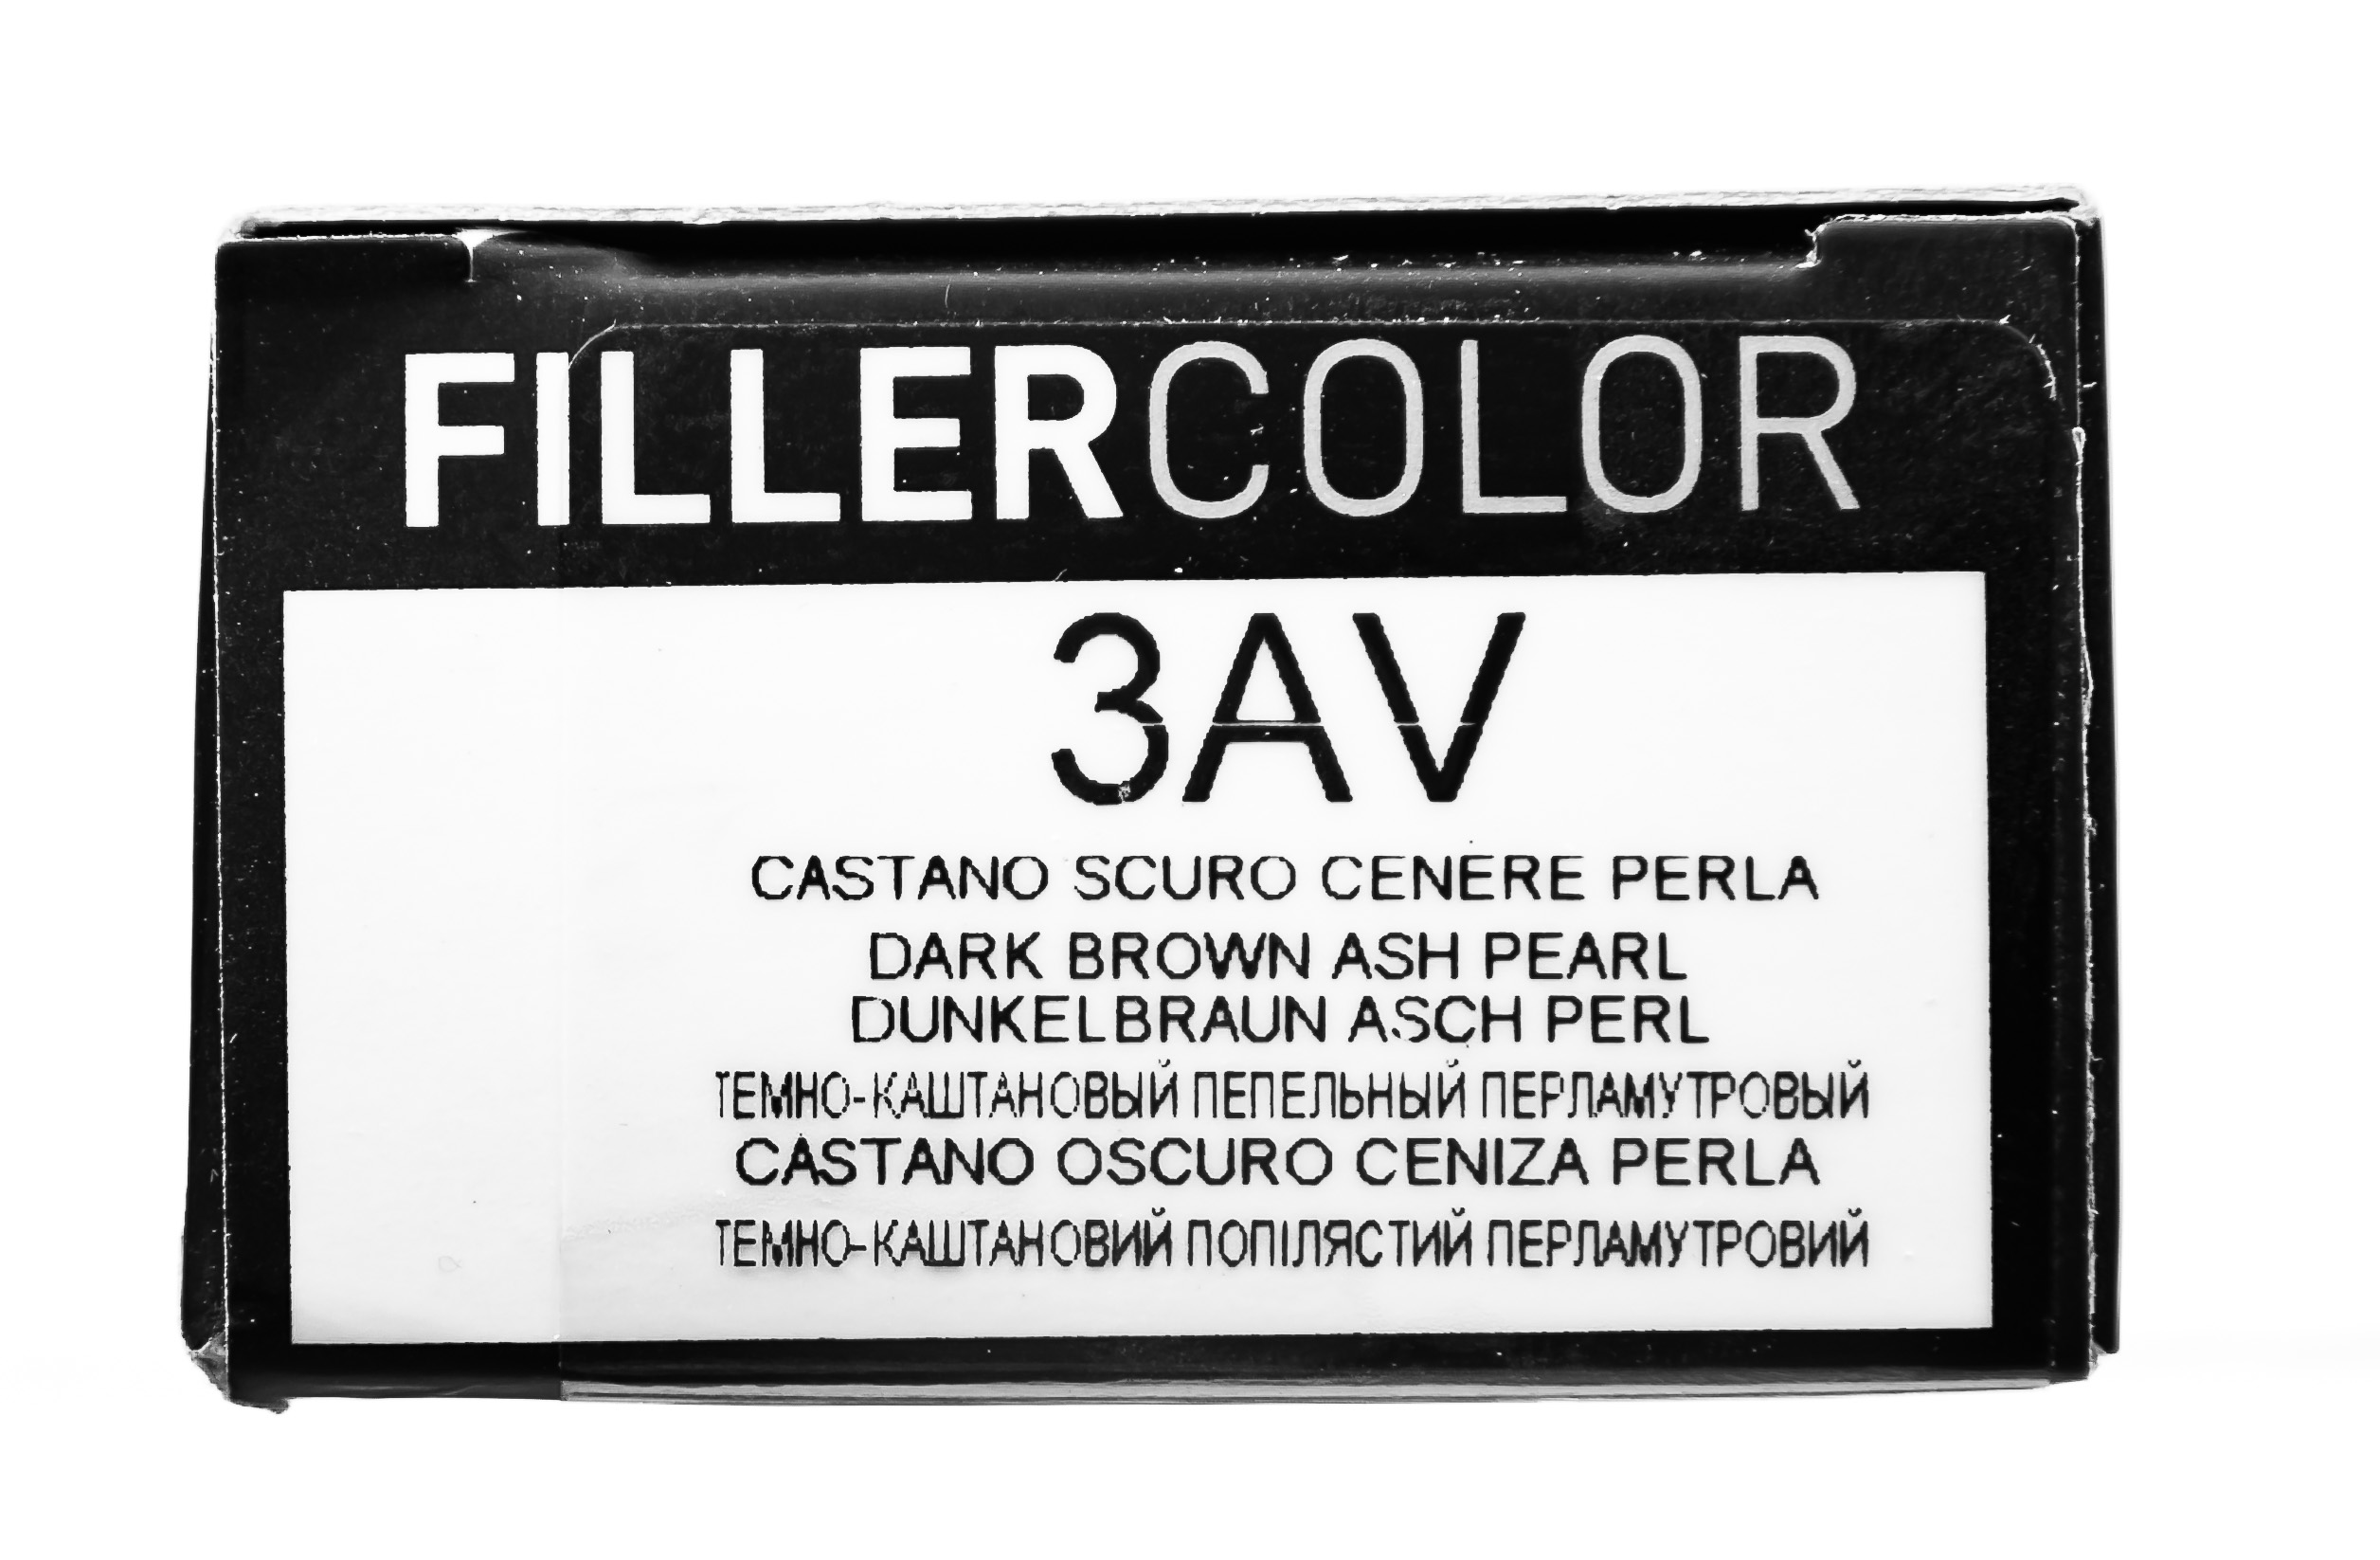 FILLERCOLOR
3AV
CASTANO SCURO CENERE PERLA
DARK BROWN ASH PEARL
DUNKELBRAUN ASCH PERL
ТЕМНО-КАШТАНОВЫЙ ПЕПЕЛЬНЫЙ ПЕРЛАМУТРОВЫЙ
CASTANO OSCURO CENIZA PERLA
ТЕМНО-КАШТАНОВИЙ ПОПІЛЯСТИЙ ПЕРЛАМУТРОВИЙ